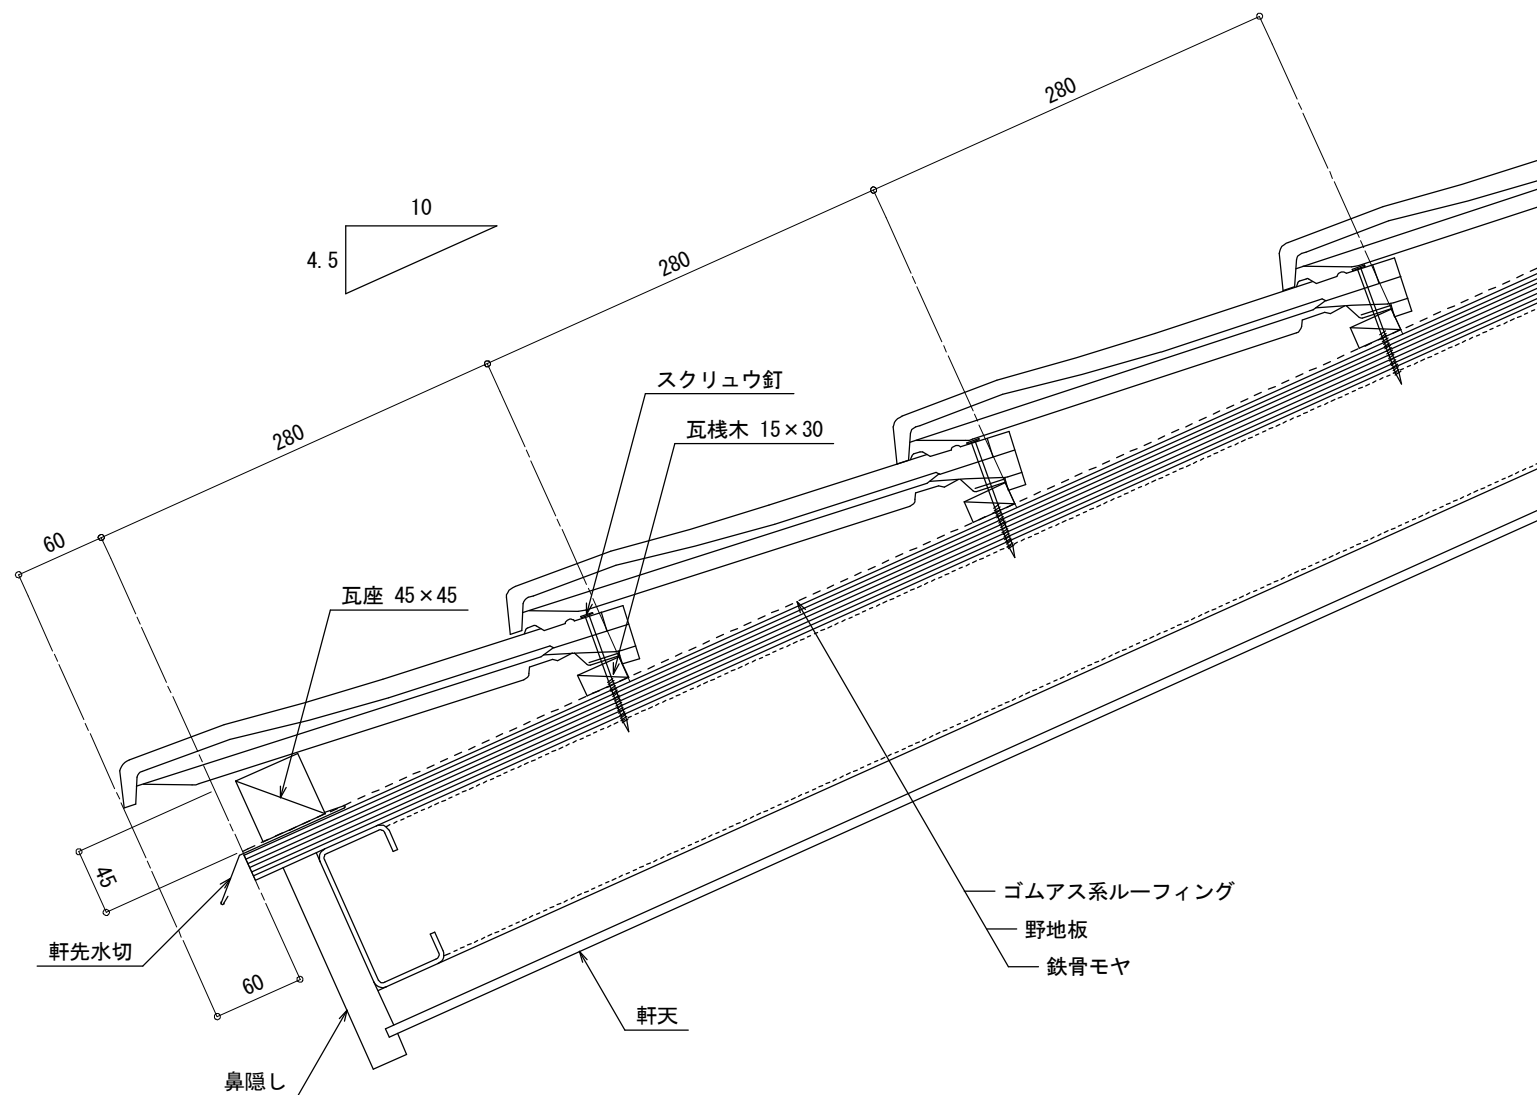 280
10
4.5
280
スクリュウ釘
瓦桟木 15×30
280
60
瓦座 45×45
45
ゴムアス系ルーフィング
野地板
軒先水切
鉄骨モヤ
60
軒天
鼻隠し